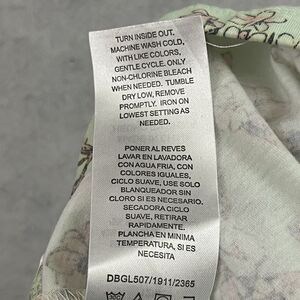 TURN INSIDE OUT.
MACHINE WASH COLD,
WITH LIKE COLORS,
GENTLE CYCLE. ONLY
NON-CHLORINE BLEACH
WHEN NEEDED. TUMBLE
DRY LOW, REMOVE
PROMPTLY. IRON ON
LOWEST SETTING AS
NEEDED.
PONER AL REVES
LAVAR EN LAVADORA
CON AGUA FRIA, CON
COLORES IGUALES,
CICLO SUAVE, USE SOLO
BLANQUEADOR SIN
CLORO SI ES NECESARIO.
SECADORA CICLO
SUAVE, RETIRAR
RAPIDAMENTE.
PLANCHA EN MINIMA
TEMPERATURA, SI ES
NECESITA
DBGL507/1911/2365